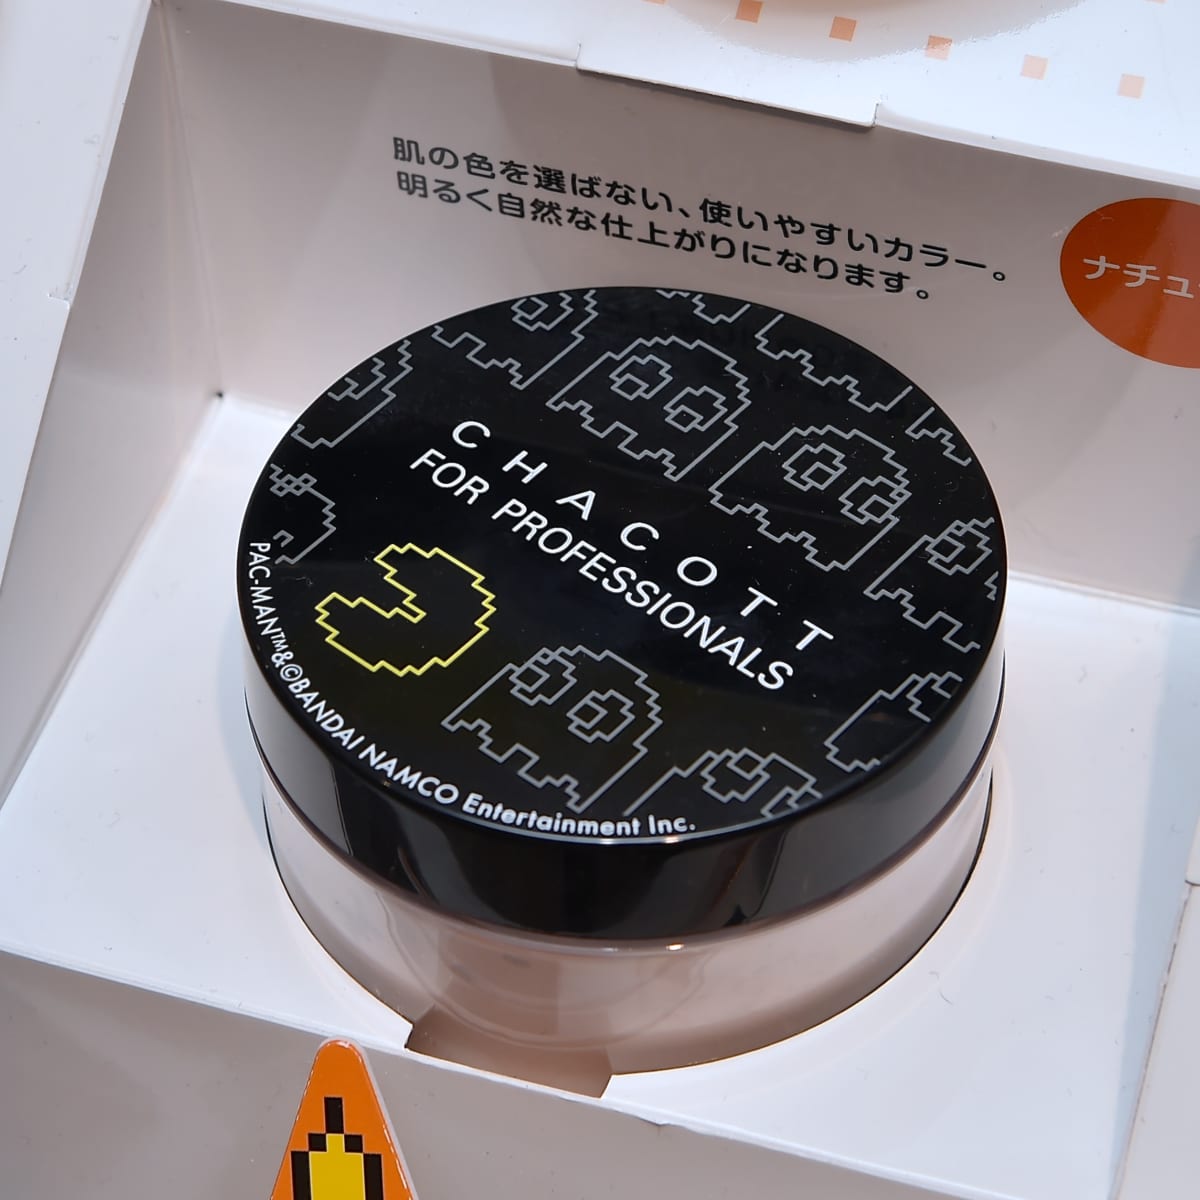 肌の色を選ばない、使いやすいカラー。
明るく自然な仕上がりになります。
ナチュ
CHACOTT
FOR PROFESSIONALS
PAC-MAN™&©BANDAI NAMCO Entertainment Inc.